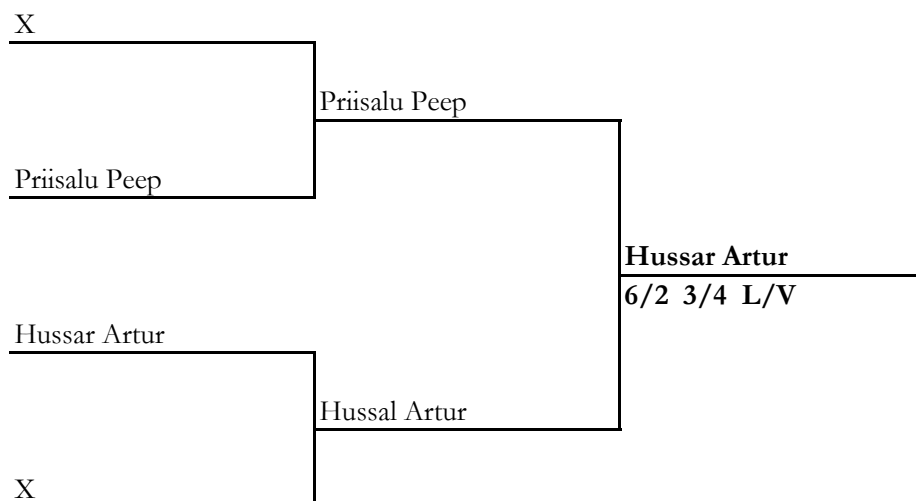 X
Priisalu Peep
Priisalu Peep
Hussar Artur
6/2 3/4 L/V
Hussar Artur
Hussal Artur
X